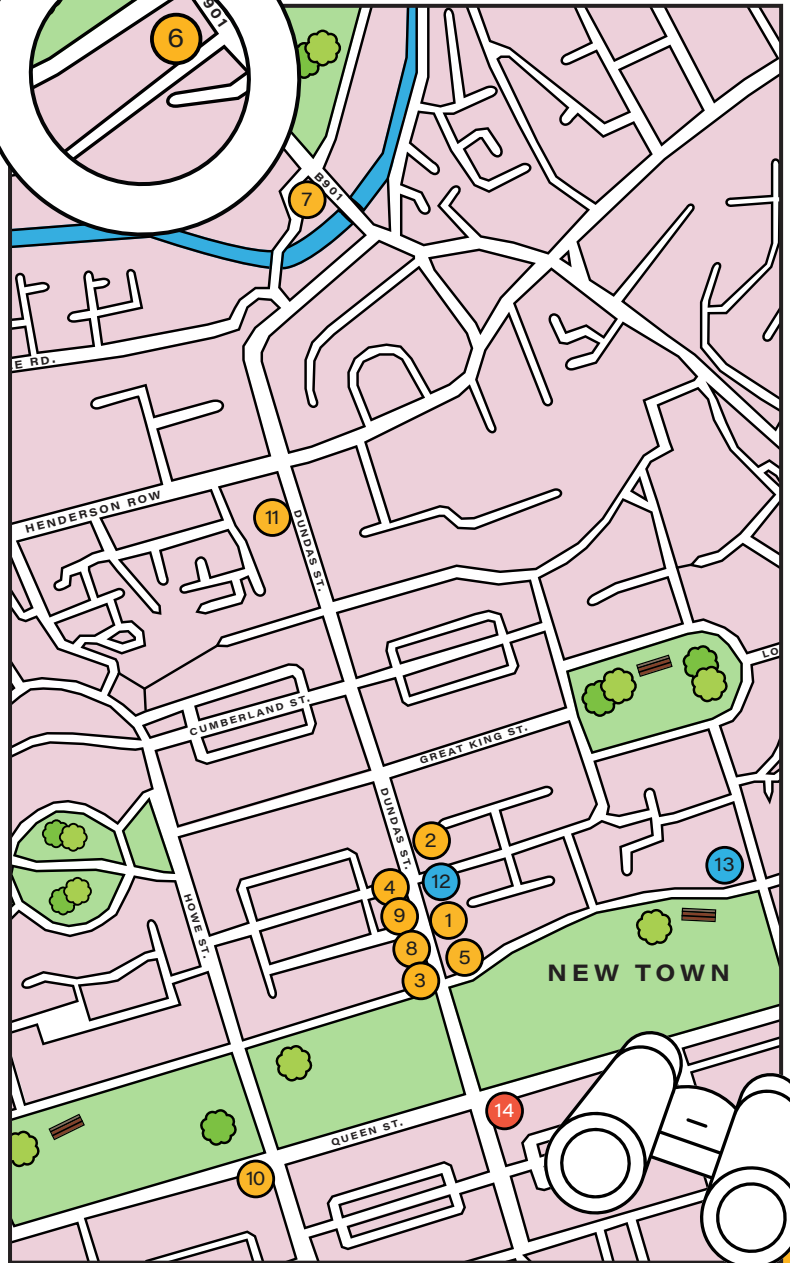 901
6
B901
7
E RD.
HENDERSON ROW
11
DUNDAS ST.
CUMBERLAND ST.
LO
GREAT KING ST.
DUNDAS ST.
2
12
4
13
9
1
HOWE ST.
8
5
3
NEW TOWN
14
QUEEN ST.
10